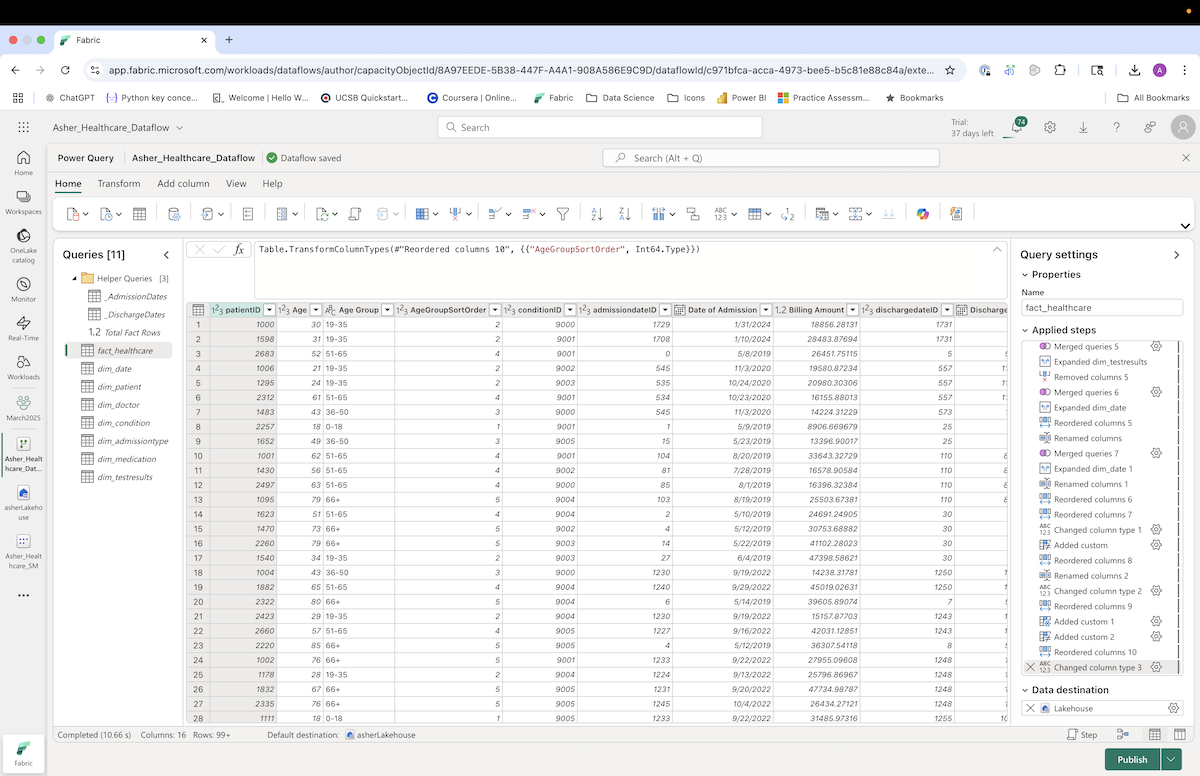 Fabric
app.fabric.microsoft.com/workloads/dataflows/author/capacityObjectId/8A97EEDE-5B38-447F-A4A1-908A586E9C9D/dataflowId/c971bfea-acca-4973-bee5-b5c81e88c84a/exte...
ChatGPT Python key conce... Welcome | Hello W... UCSB Quickstart... Coursera | Online... Fabric Data Science Icons Power BI Practice Assessm... Bookmarks All Bookmarks
Asher_Healthcare_Dataflow Search Trial: 37 days left 74
Power Query Asher_Healthcare_Dataflow Dataflow saved Search (Alt + Q)
Home Transform Add column View Help
Home
Workspaces
OneLake catalog
Monitor
Real-Time
Workloads
March2025
Asher_Healt hcare_Dat...
asherLakeho use
Asher_Healt hcare_SM
Fabric
Queries [11]
Helper Queries [3]
_AdmissionDates
_DischargeDates
1.2 Total Fact Rows
fact_healthcare
dim_date
dim_patient
dim_doctor
dim_condition
dim_admissiontype
dim_medication
dim_testresults
fx Table.TransformColumnTypes(#"Reordered columns 10", {{"AgeGroupSortOrder", Int64.Type}})
patientID Age Age Group AgeGroupSortOrder conditionID admissiondateID Date of Admission 1.2 Billing Amount dischargedateID Discharge
1 1000 30 19-35 2 9000 1729 1/31/2024 18856.28131 1731
2 1598 31 19-35 2 9001 1708 1/10/2024 28483.87694 1731
3 2683 52 51-65 4 9001 0 5/8/2019 26451.75115 5
4 1006 21 19-35 2 9002 545 11/3/2020 19580.87234 557
5 1295 24 19-35 2 9003 535 10/24/2020 20980.30306 557
6 2312 61 51-65 4 9001 534 10/23/2020 16155.88013 557
7 1483 43 36-50 3 9000 545 11/3/2020 14224.31229 573
8 2257 18 0-18 1 9001 1 5/9/2019 8906.669679 25
9 1652 49 36-50 3 9005 15 5/23/2019 13396.90017 25
10 1001 62 51-65 4 9001 104 8/20/2019 33643.32729 110
11 1430 56 51-65 4 9002 81 7/28/2019 16578.90584 110
12 2497 63 51-65 4 9000 85 8/1/2019 16396.32384 110
13 1095 79 66+ 5 9004 103 8/19/2019 25503.67381 110
14 1623 51 51-65 4 9004 2 5/10/2019 24691.24905 30
15 1470 73 66+ 5 9002 4 5/12/2019 30753.68882 30
16 2260 79 66+ 5 9003 14 5/22/2019 41102.28023 30
17 1540 34 19-35 2 9003 27 6/4/2019 47398.58621 30
18 1004 43 36-50 3 9000 1230 9/19/2022 14238.31781 1250
19 1882 65 51-65 4 9004 1240 9/29/2022 45019.02631 1250
20 2322 80 66+ 5 9004 6 5/14/2019 39605.89074 7
21 2423 29 19-35 2 9004 1230 9/19/2022 15157.87703 1243
22 2660 57 51-65 4 9005 1227 9/16/2022 42031.12851 1243
23 2220 85 66+ 5 9005 4 5/12/2019 36307.54118 8
24 1002 76 66+ 5 9001 1233 9/22/2022 27955.09608 1248
25 1178 28 19-35 2 9004 1224 9/13/2022 25796.86967 1248
26 1832 67 66+ 5 9005 1231 9/20/2022 47734.98787 1248
27 2335 76 66+ 5 9005 1245 10/4/2022 26434.27121 1248
28 1111 18 0-18 1 9005 1233 9/22/2022 31485.97316 1255
Completed (10.66 s) Columns: 16 Rows: 99+ Default destination: asherLakehouse Step
Query settings
Properties
Name
fact_healthcare
Applied steps
Merged queries 5
Expanded dim_testresults
Removed columns 5
Merged queries 6
Expanded dim_date
Reordered columns 5
Renamed columns
Merged queries 7
Expanded dim_date 1
Renamed columns 1
Reordered columns 6
Reordered columns 7
Changed column type 1
Added custom
Reordered columns 8
Renamed columns 2
Changed column type 2
Reordered columns 9
Added custom 1
Added custom 2
Reordered columns 10
Changed column type 3
Data destination
Lakehouse
Publish